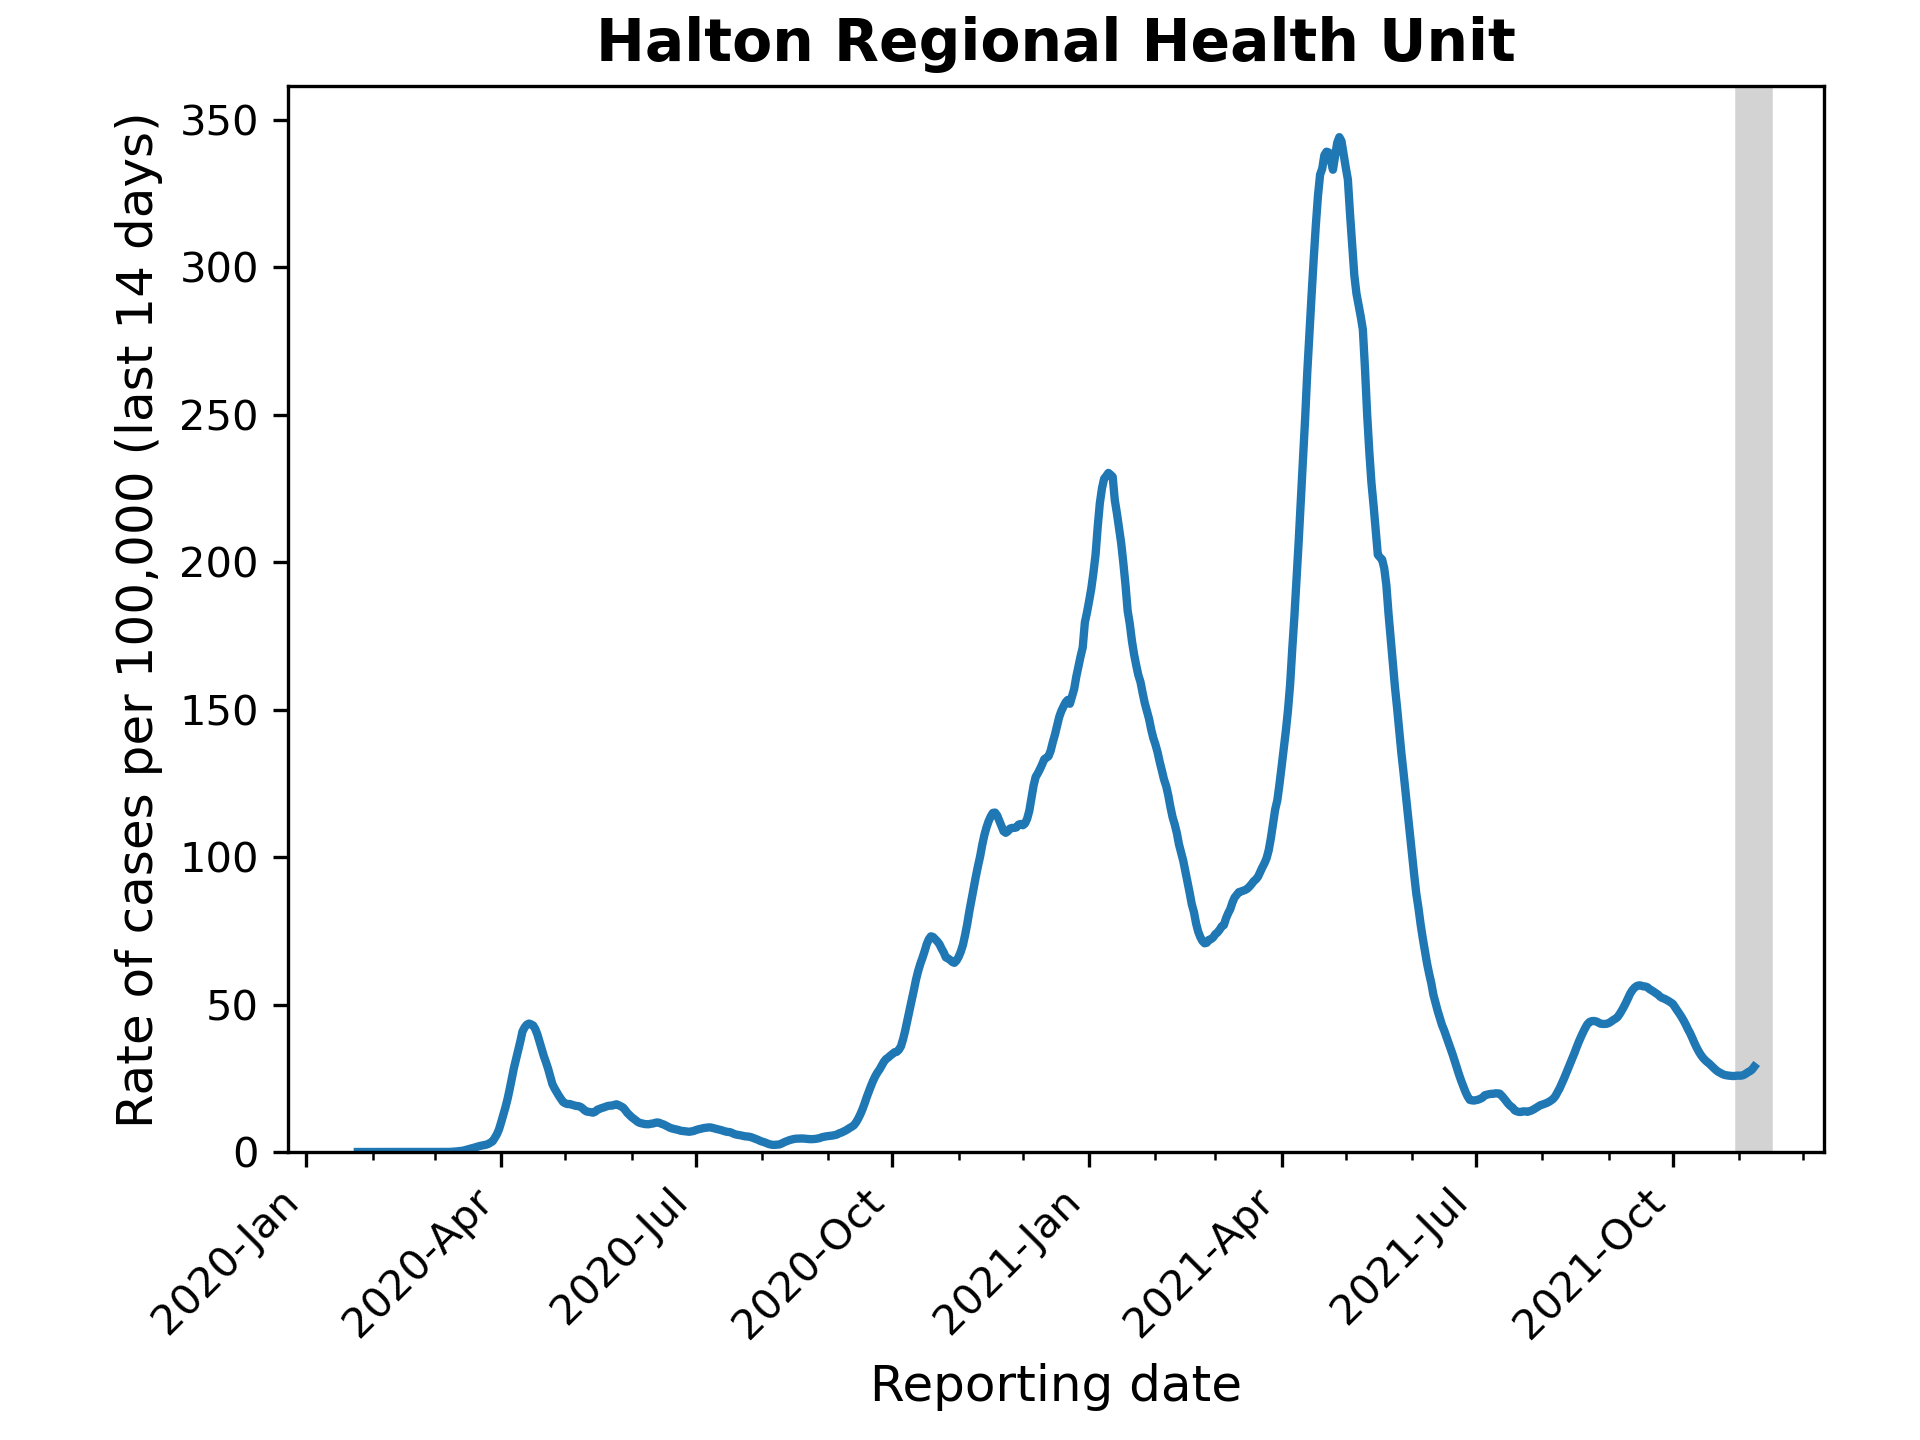 Halton Regional Health Unit
Rate of cases per 100,000 (last 14 days)
350
300
250
200
150
100
50
0
2020-Jan
2020-Apr
2020-Jul
2020-Oct
2021-Jan
2021-Apr
2021-Jul
2021-Oct
Reporting date